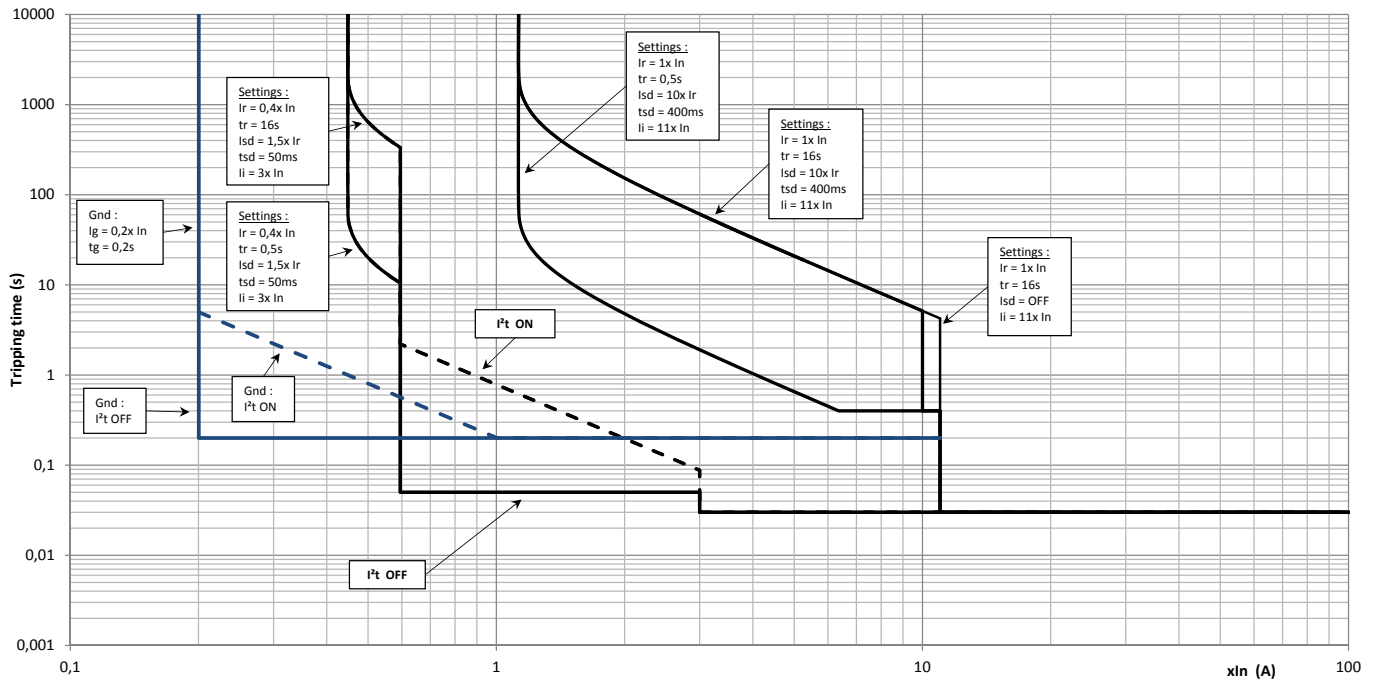 10000
1000
100
10
1
0,1
0,01
0,001
Tripping time (s)
0,1
1
10
100
xIn (A)
Settings :
Ir = 0,4x In
tr = 16s
Isd = 1,5x Ir
tsd = 50ms
Ii = 3x In
Settings :
Ir = 0,4x In
tr = 0,5s
Isd = 1,5x Ir
tsd = 50ms
Ii = 3x In
Gnd :
Ig = 0,2x In
tg = 0,2s
Gnd :
I²t OFF
Gnd :
I²t ON
Settings :
Ir = 1x In
tr = 0,5s
Isd = 10x Ir
tsd = 400ms
Ii = 11x In
Settings :
Ir = 1x In
tr = 16s
Isd = 10x Ir
tsd = 400ms
Ii = 11x In
Settings :
Ir = 1x In
tr = 16s
Isd = OFF
Ii = 11x In
I²t ON
I²t OFF